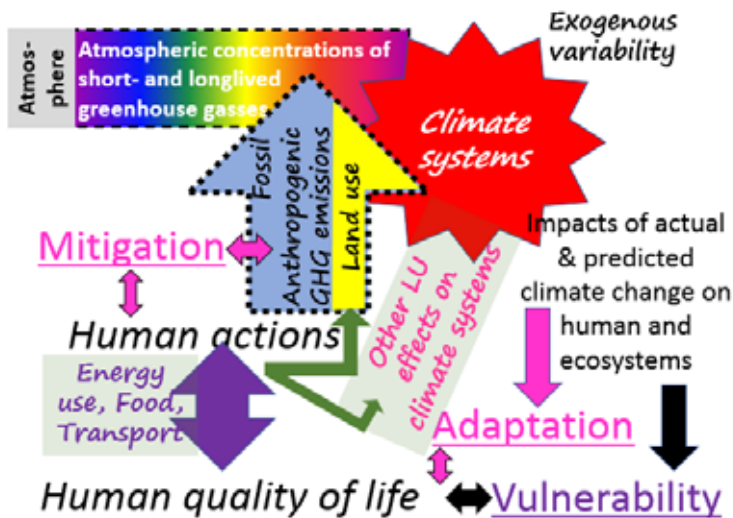 Exogenous
variability
Atmos-
phere
Atmospheric concentrations of
short- and longlived
greenhouse gasses
Climate
systems
Fossil
Anthropogenic
GHG emissions
Land use
Mitigation
Impacts of actual
& predicted
climate change on
human and
ecosystems
Other LU
effects on
climate systems
Human actions
Energy
use, Food,
Transport
Adaptation
Human quality of life
Vulnerability